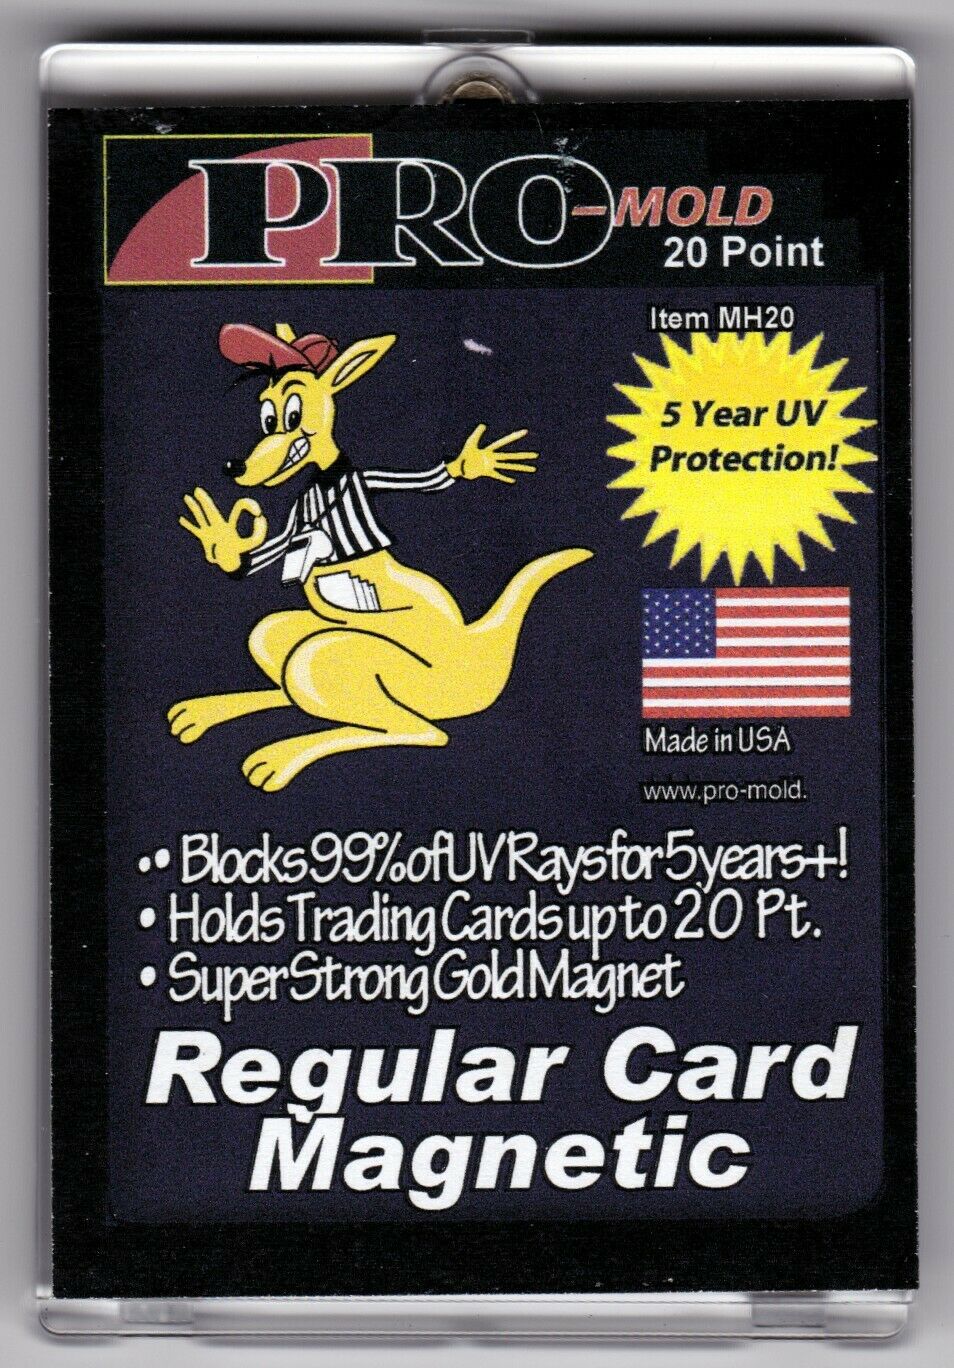 PRO-MOLD
20 Point
Item MH20
5 Year UV
Protection!
Made in USA
www.pro-mold.
•• Blocks 99% of UV Rays for 5 years+!
• Holds Trading Cards up to 20 Pt.
• Super Strong Gold Magnet
Regular Card
Magnetic